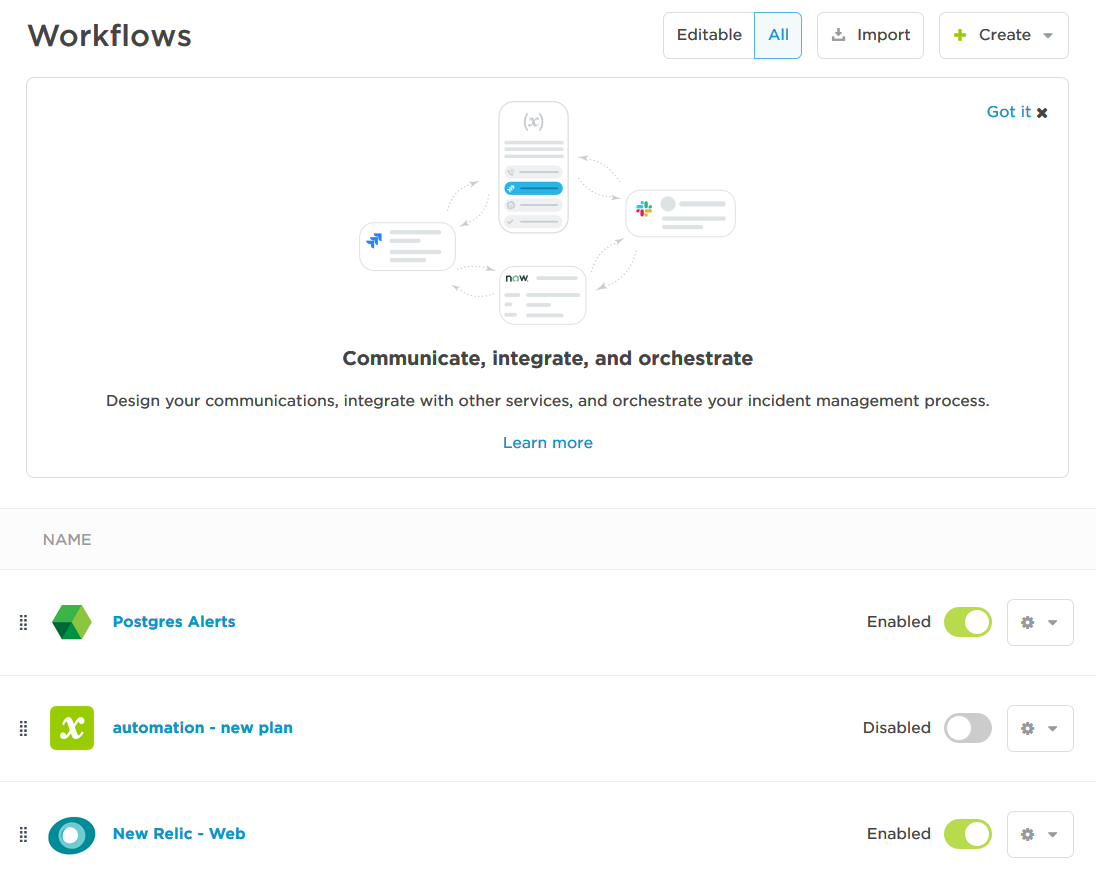 Workflows
Editable All Import Create
Got it
(x)
now
Communicate, integrate, and orchestrate
Design your communications, integrate with other services, and orchestrate your incident management process.
Learn more
NAME
Postgres Alerts Enabled
x automation - new plan Disabled
New Relic - Web Enabled